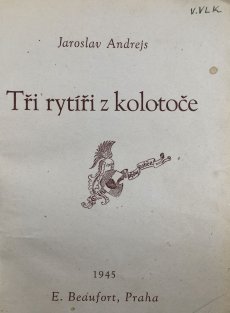 V. VLK
Jaroslav Andrejs
Tři rytíři z kolotoče
1945
E. Beaufort, Praha